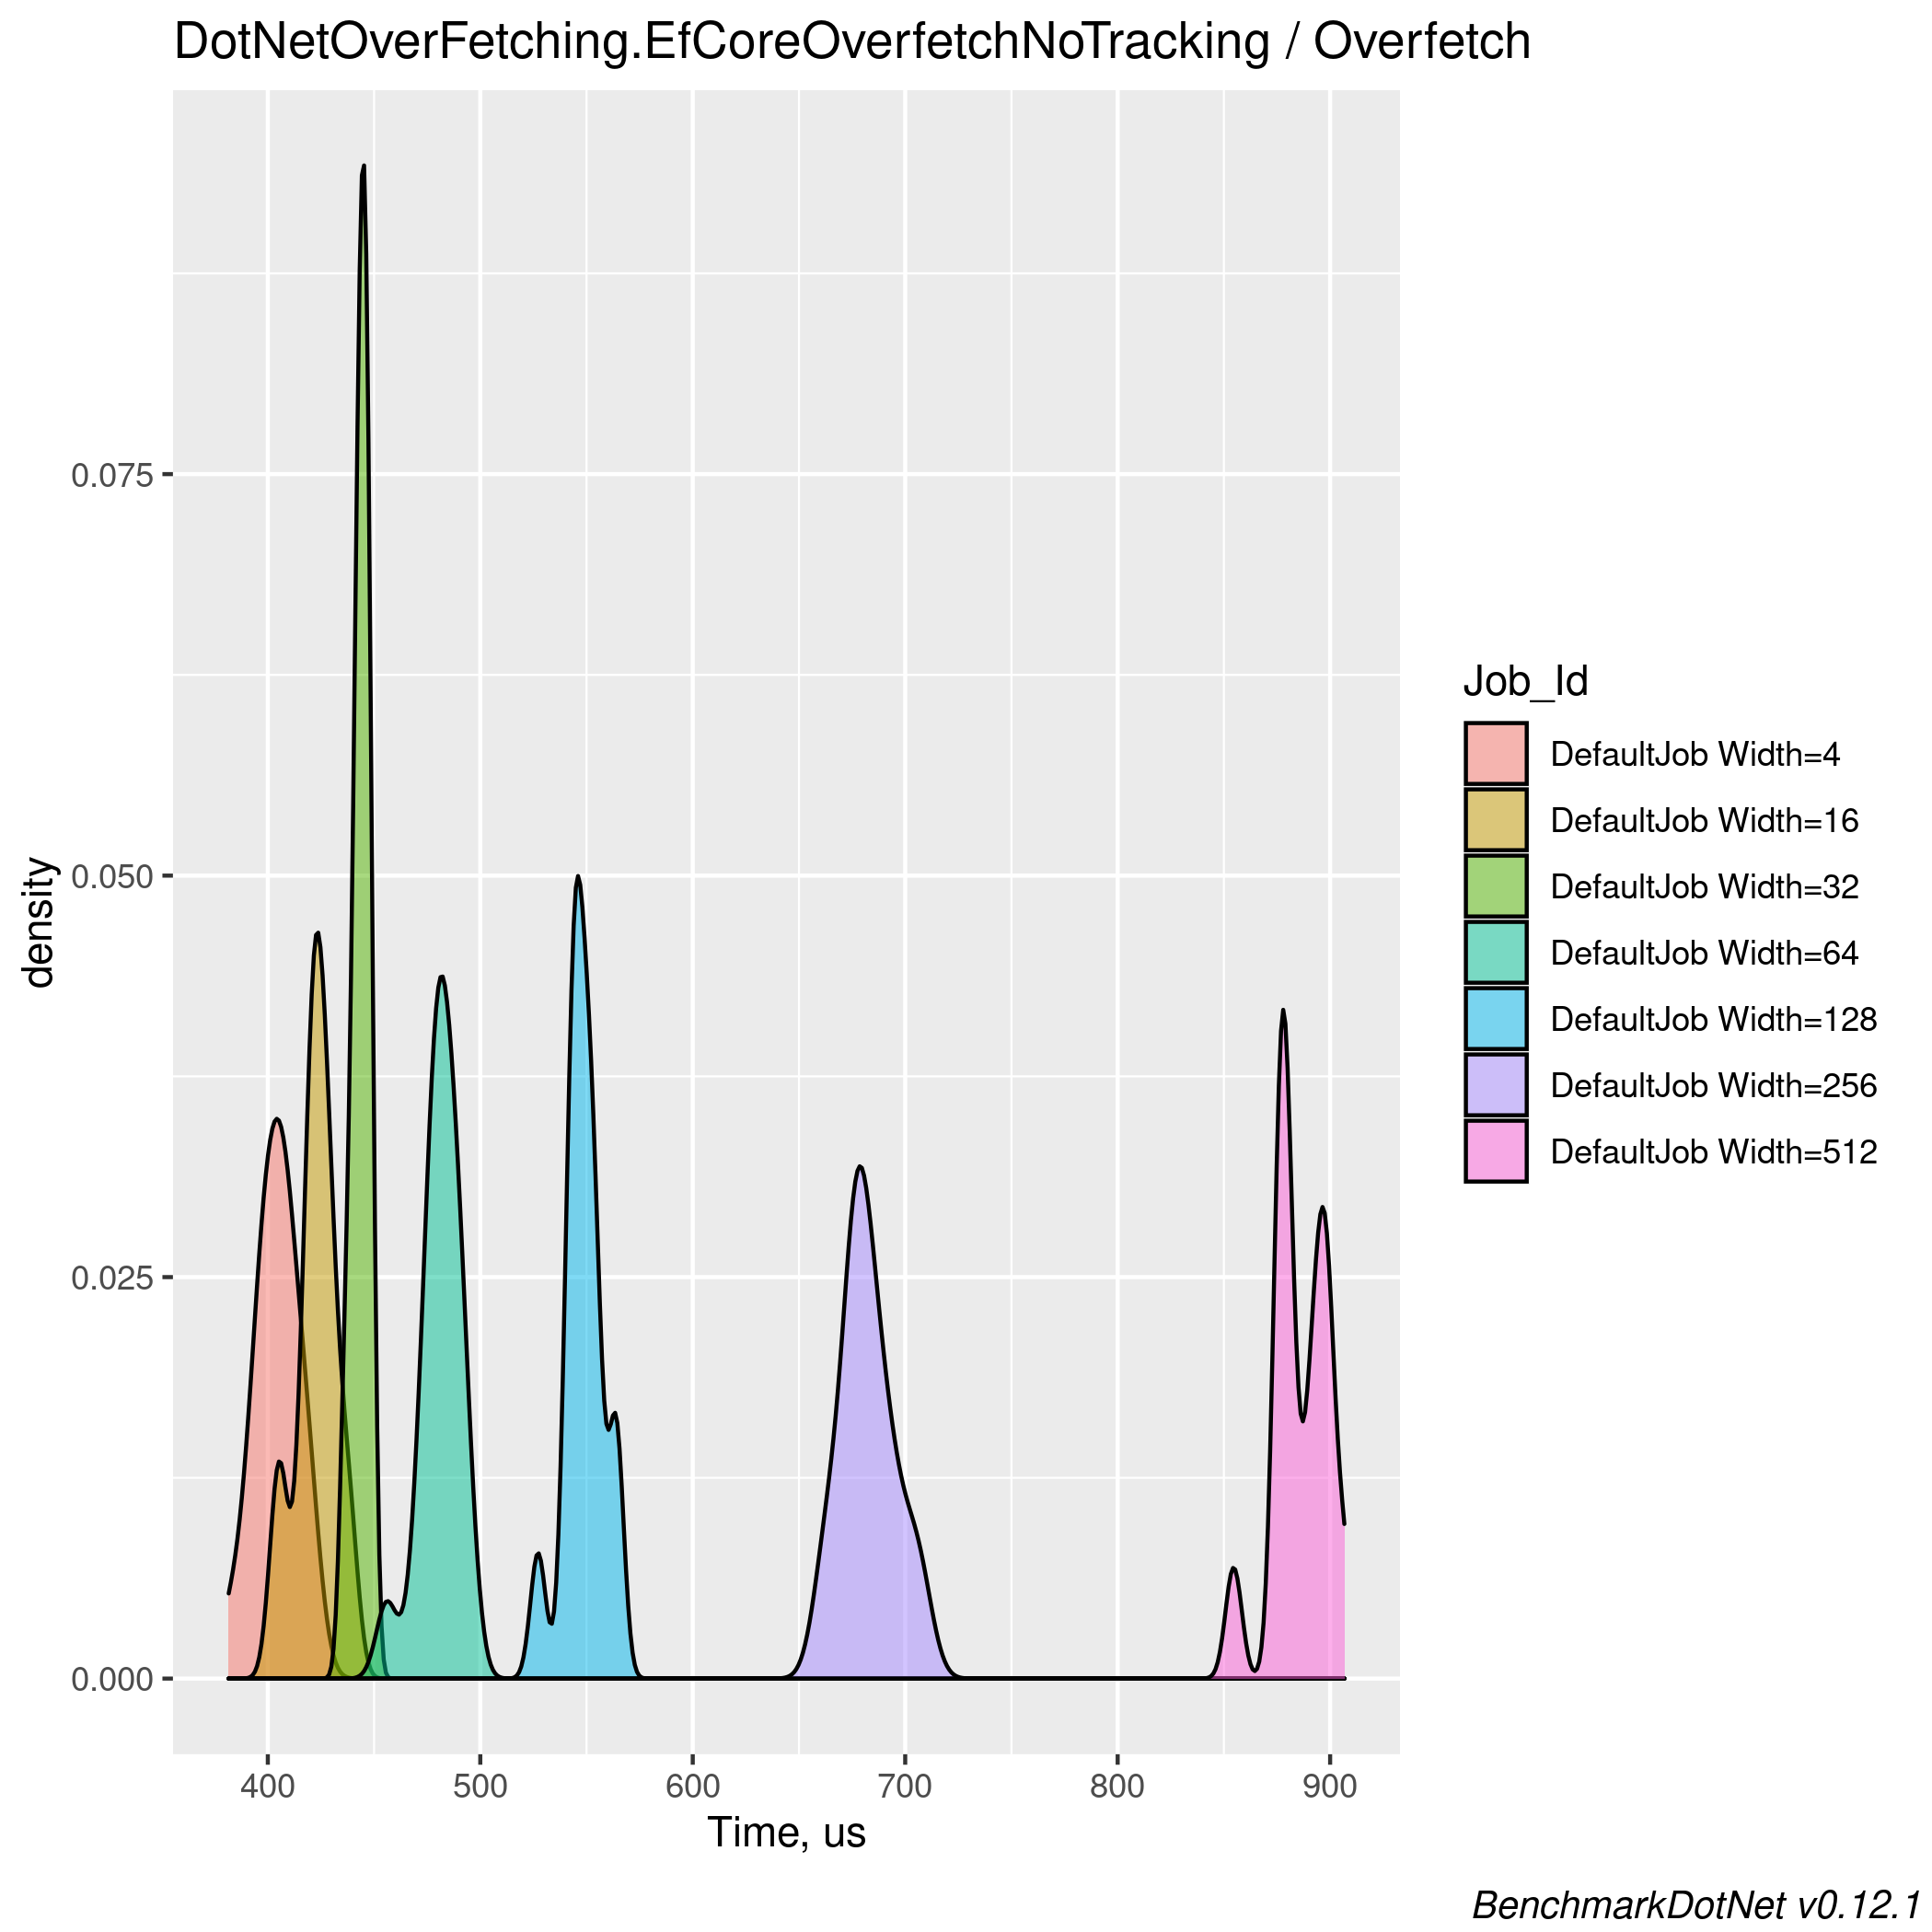 DotNetOverFetching.EfCoreOverfetchNoTracking / Overfetch
density
0.075
0.050
0.025
0.000
400 500 600 700 800 900
Time, us
Job_Id
DefaultJob Width=4
DefaultJob Width=16
DefaultJob Width=32
DefaultJob Width=64
DefaultJob Width=128
DefaultJob Width=256
DefaultJob Width=512
BenchmarkDotNet v0.12.1